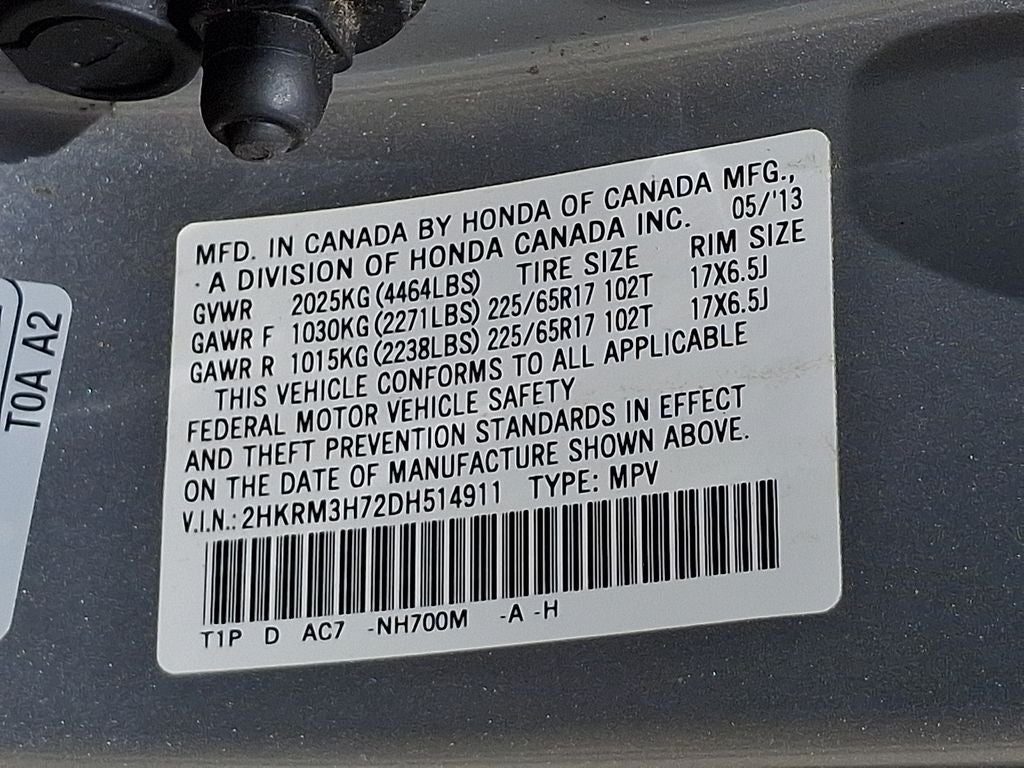 MFD. IN CANADA BY HONDA OF CANADA MFG.,
· A DIVISION OF HONDA CANADA INC. 05/'13
GVWR 2025KG (4464LBS) TIRE SIZE RIM SIZE
GAWR F 1030KG (2271LBS) 225/65R17 102T 17X6.5J
GAWR R 1015KG (2238LBS) 225/65R17 102T 17X6.5J
THIS VEHICLE CONFORMS TO ALL APPLICABLE
FEDERAL MOTOR VEHICLE SAFETY
AND THEFT PREVENTION STANDARDS IN EFFECT
ON THE DATE OF MANUFACTURE SHOWN ABOVE.
V.I.N.: 2HKRM3H72DH514911 TYPE: MPV
T1P D AC7 -NH700M -A -H
T0A A2